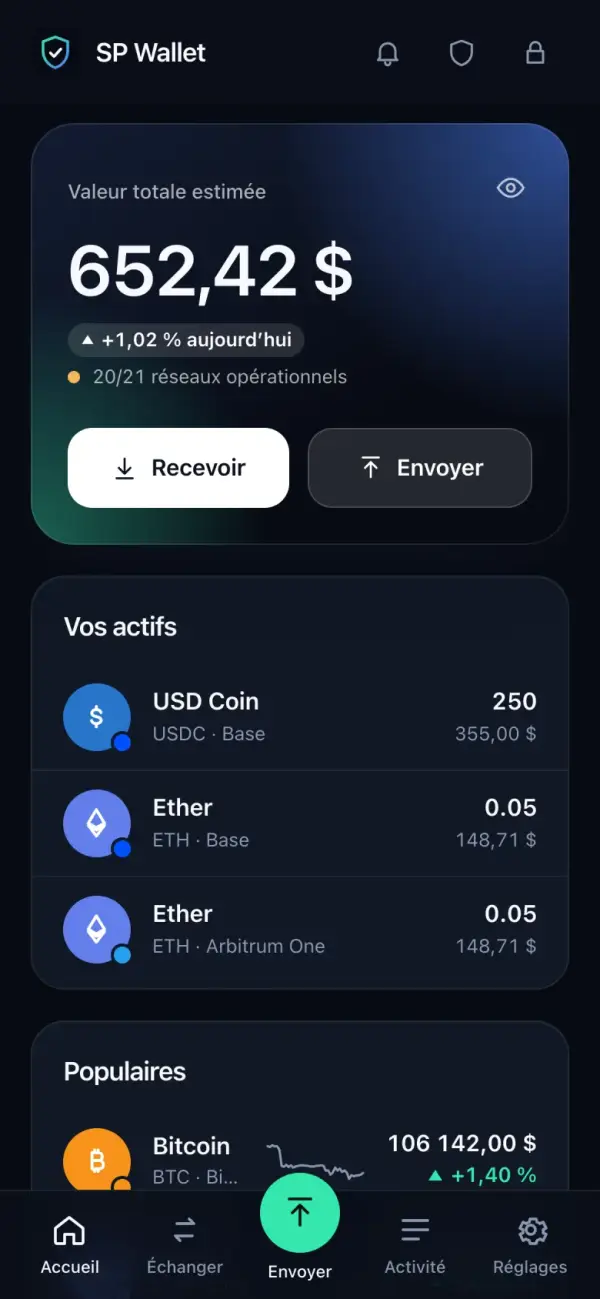 SP Wallet
Valeur totale estimée
652,42 $
▲ +1,02 % aujourd’hui
20/21 réseaux opérationnels
Recevoir
Envoyer
Vos actifs
USD Coin
250
USDC · Base
355,00 $
Ether
0.05
ETH · Base
148,71 $
Ether
0.05
ETH · Arbitrum One
148,71 $
Populaires
Bitcoin
106 142,00 $
BTC · Bi...
▲ +1,40 %
Accueil
Échanger
Envoyer
Activité
Réglages